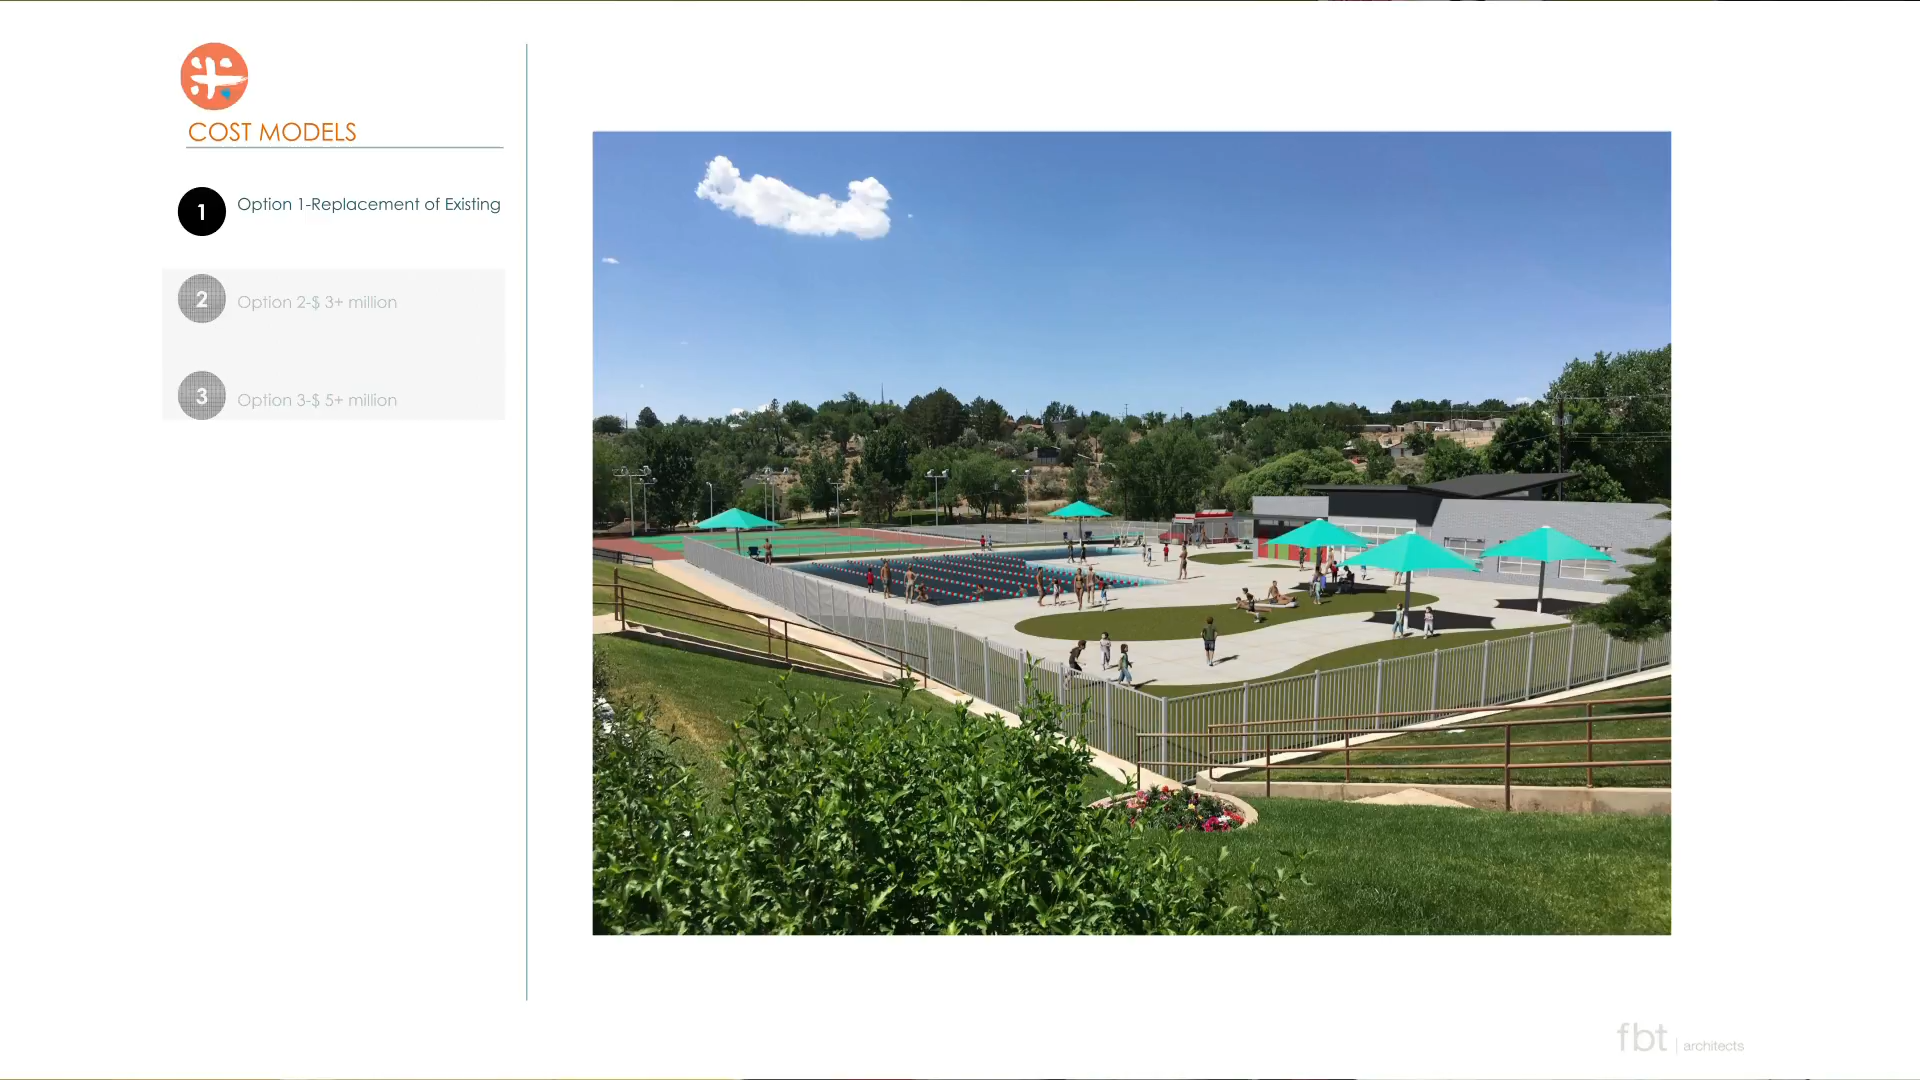 COST MODELS
1
Option 1-Replacement of Existing
2
Option 2-$ 3+ million
3
Option 3-$ 5+ million
fbt | architects